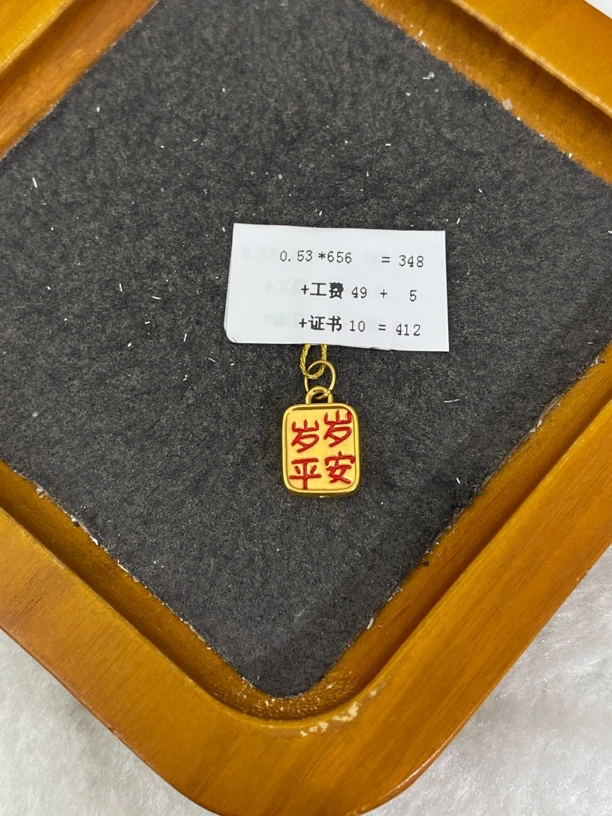 0.53*656 = 348
+工费 49 + 5
+证书 10 = 412
岁岁
平安